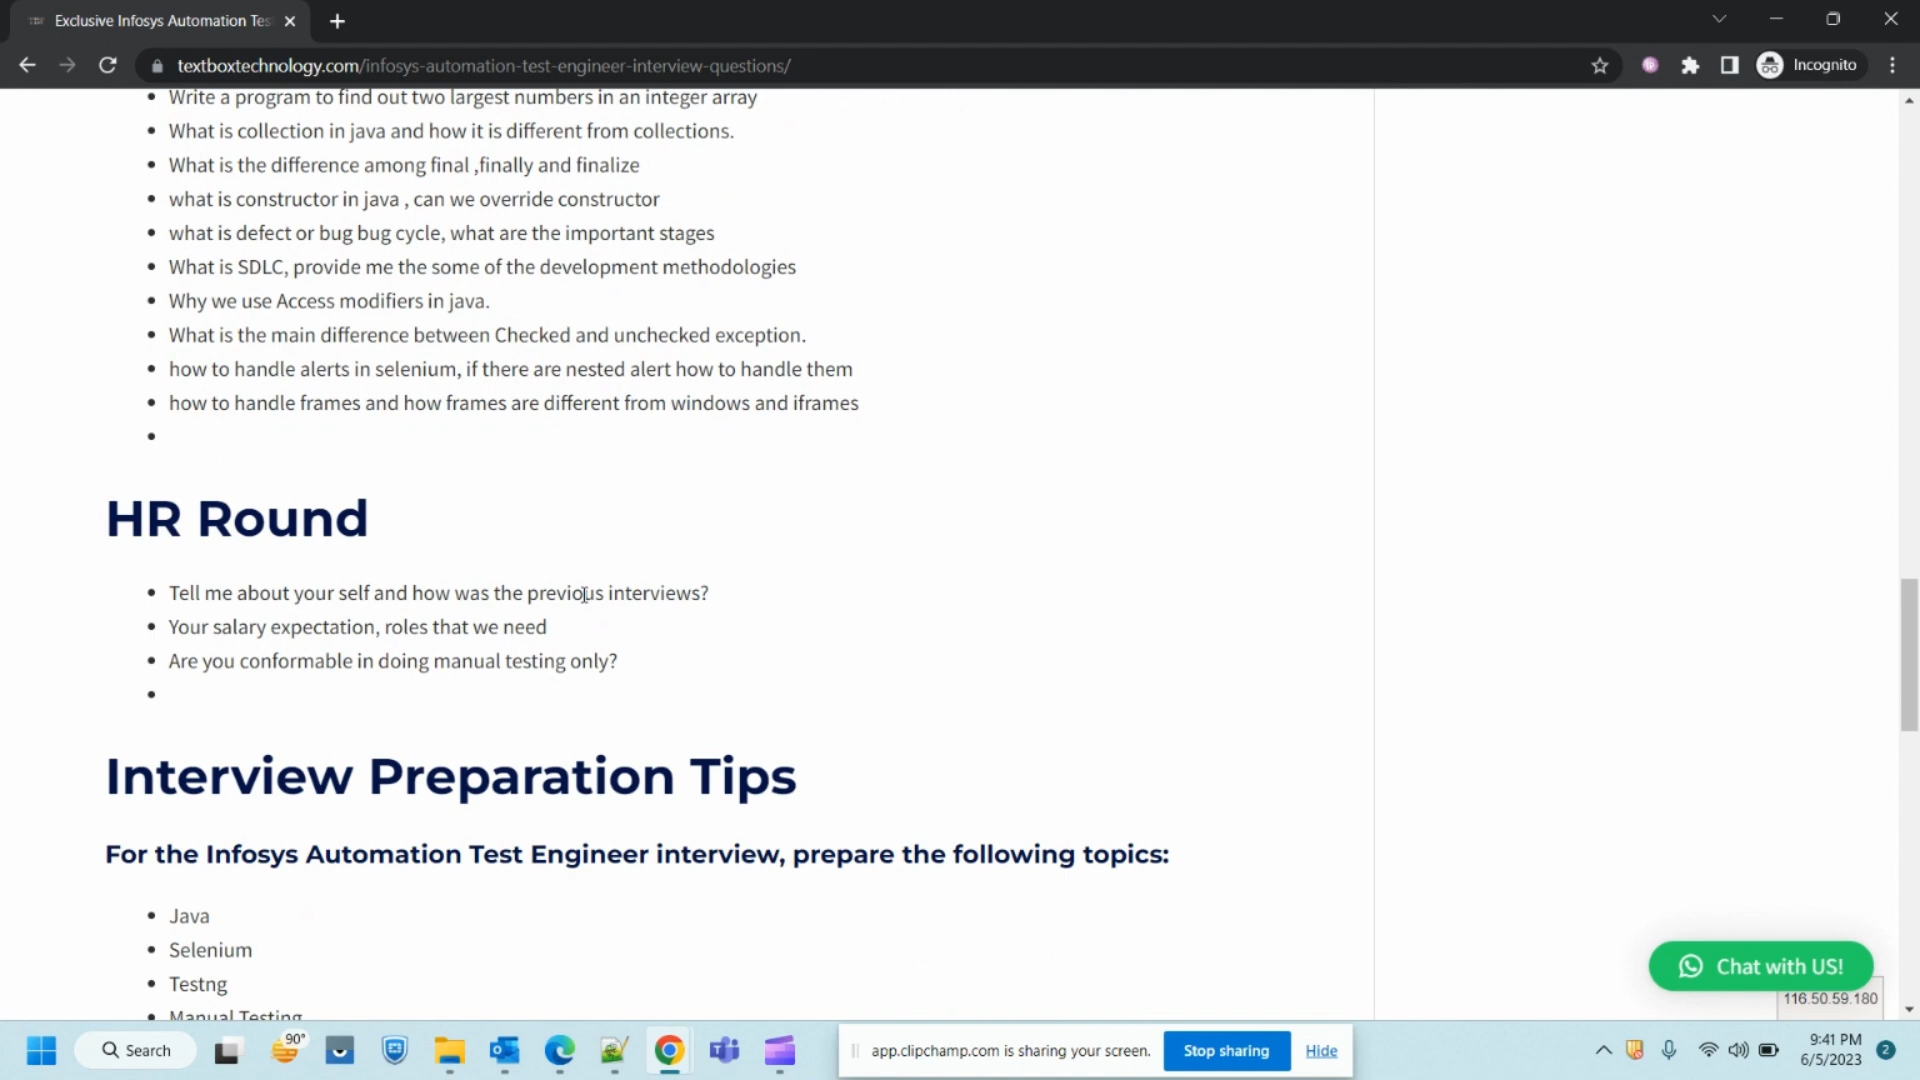 Exclusive Infosys Automation Tes
textboxtechnology.com/infosys-automation-test-engineer-interview-questions/
Incognito
Write a program to find out two largest numbers in an integer array
What is collection in java and how it is different from collections.
What is the difference among final ,finally and finalize
what is constructor in java , can we override constructor
what is defect or bug bug cycle, what are the important stages
What is SDLC, provide me the some of the development methodologies
Why we use Access modifiers in java.
What is the main difference between Checked and unchecked exception.
how to handle alerts in selenium, if there are nested alert how to handle them
how to handle frames and how frames are different from windows and iframes
HR Round
Tell me about your self and how was the previous interviews?
Your salary expectation, roles that we need
Are you conformable in doing manual testing only?
Interview Preparation Tips
For the Infosys Automation Test Engineer interview, prepare the following topics:
Java
Selenium
Testng
Manual Testing
Chat with US!
116.50.59.180
Search
90°
app.clipchamp.com is sharing your screen.
Stop sharing
Hide
9:41 PM
6/5/2023
2